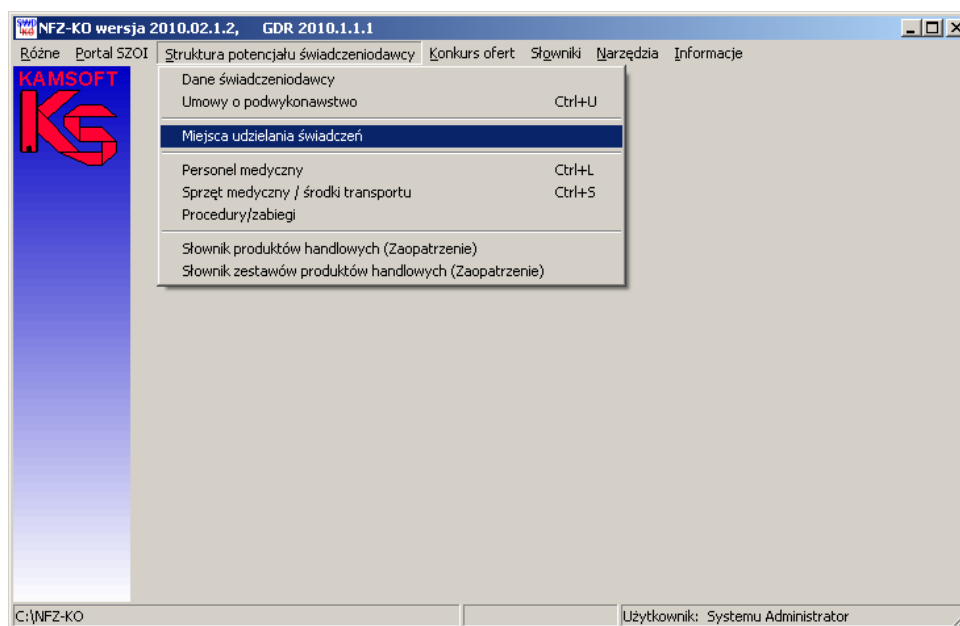 NFZ-KO wersja 2010.02.1.2, GDR 2010.1.1.1
Różne Portal SZOI Struktura potencjału świadczeniodawcy Konkurs ofert Słowniki Narzędzia Informacje
KAMSOFT
Dane świadczeniodawcy
Umowy o podwykonawstwo Ctrl+U
Miejsca udzielania świadczeń
Personel medyczny Ctrl+L
Sprzęt medyczny / środki transportu Ctrl+S
Procedury/zabiegi
Słownik produktów handlowych (Zaopatrzenie)
Słownik zestawów produktów handlowych (Zaopatrzenie)
C:\NFZ-KO Użytkownik: Systemu Administrator